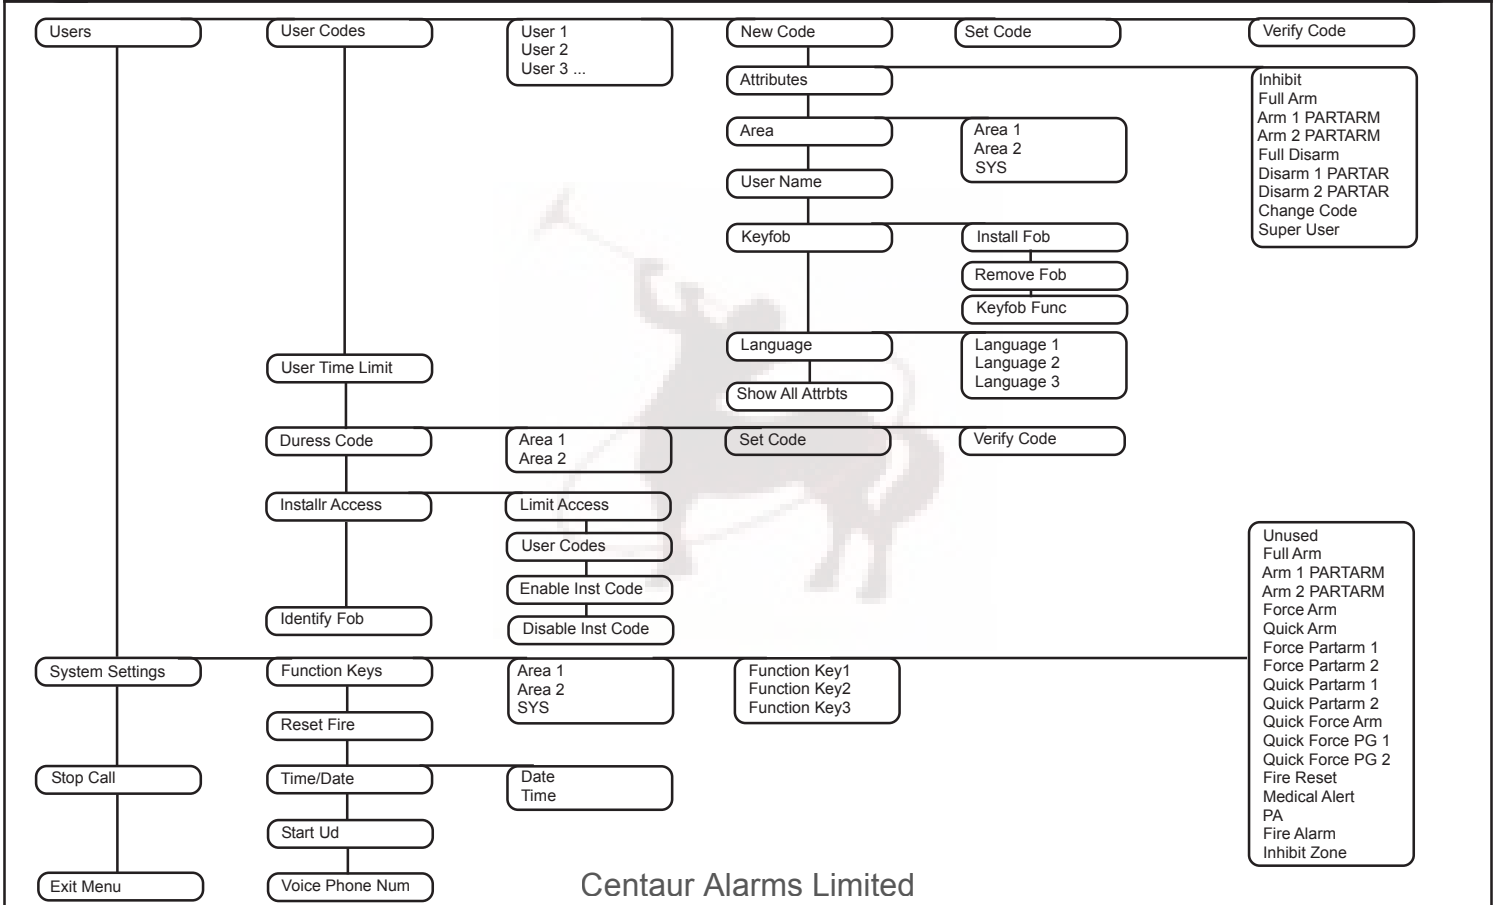 Users
User Codes
User 1
User 2
User 3 ...
New Code
Set Code
Verify Code
Attributes
Inhibit
Full Arm
Arm 1 PARTARM
Arm 2 PARTARM
Full Disarm
Disarm 1 PARTAR
Disarm 2 PARTAR
Change Code
Super User
Area
Area 1
Area 2
SYS
User Name
Keyfob
Install Fob
Remove Fob
Keyfob Func
Language
Language 1
Language 2
Language 3
Show All Attrbts
User Time Limit
Duress Code
Area 1
Area 2
Set Code
Verify Code
Installr Access
Limit Access
User Codes
Enable Inst Code
Disable Inst Code
Identify Fob
System Settings
Function Keys
Area 1
Area 2
SYS
Function Key1
Function Key2
Function Key3
Unused
Full Arm
Arm 1 PARTARM
Arm 2 PARTARM
Force Arm
Quick Arm
Force Partarm 1
Force Partarm 2
Quick Partarm 1
Quick Partarm 2
Quick Force Arm
Quick Force PG 1
Quick Force PG 2
Fire Reset
Medical Alert
PA
Fire Alarm
Inhibit Zone
Reset Fire
Stop Call
Time/Date
Date
Time
Start Ud
Exit Menu
Voice Phone Num
Centaur Alarms Limited